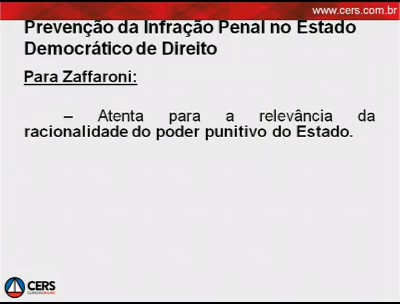 www.cers.com.br
Prevenção da Infração Penal no Estado
Democrático de Direito
Para Zaffaroni:
– Atenta para a relevância da
racionalidade do poder punitivo do Estado.
CERS